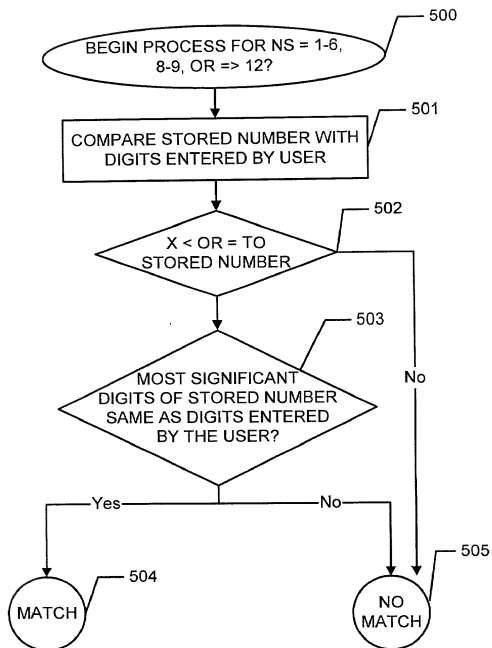 500
BEGIN PROCESS FOR NS = 1-6,
8-9, OR => 12?
501
COMPARE STORED NUMBER WITH
DIGITS ENTERED BY USER
502
X < OR = TO
STORED NUMBER
503
MOST SIGNIFICANT
DIGITS OF STORED NUMBER
SAME AS DIGITS ENTERED
BY THE USER?
No
Yes
No
504
505
MATCH
NO
MATCH